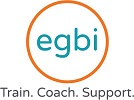 egbi
Train. Coach. Support.